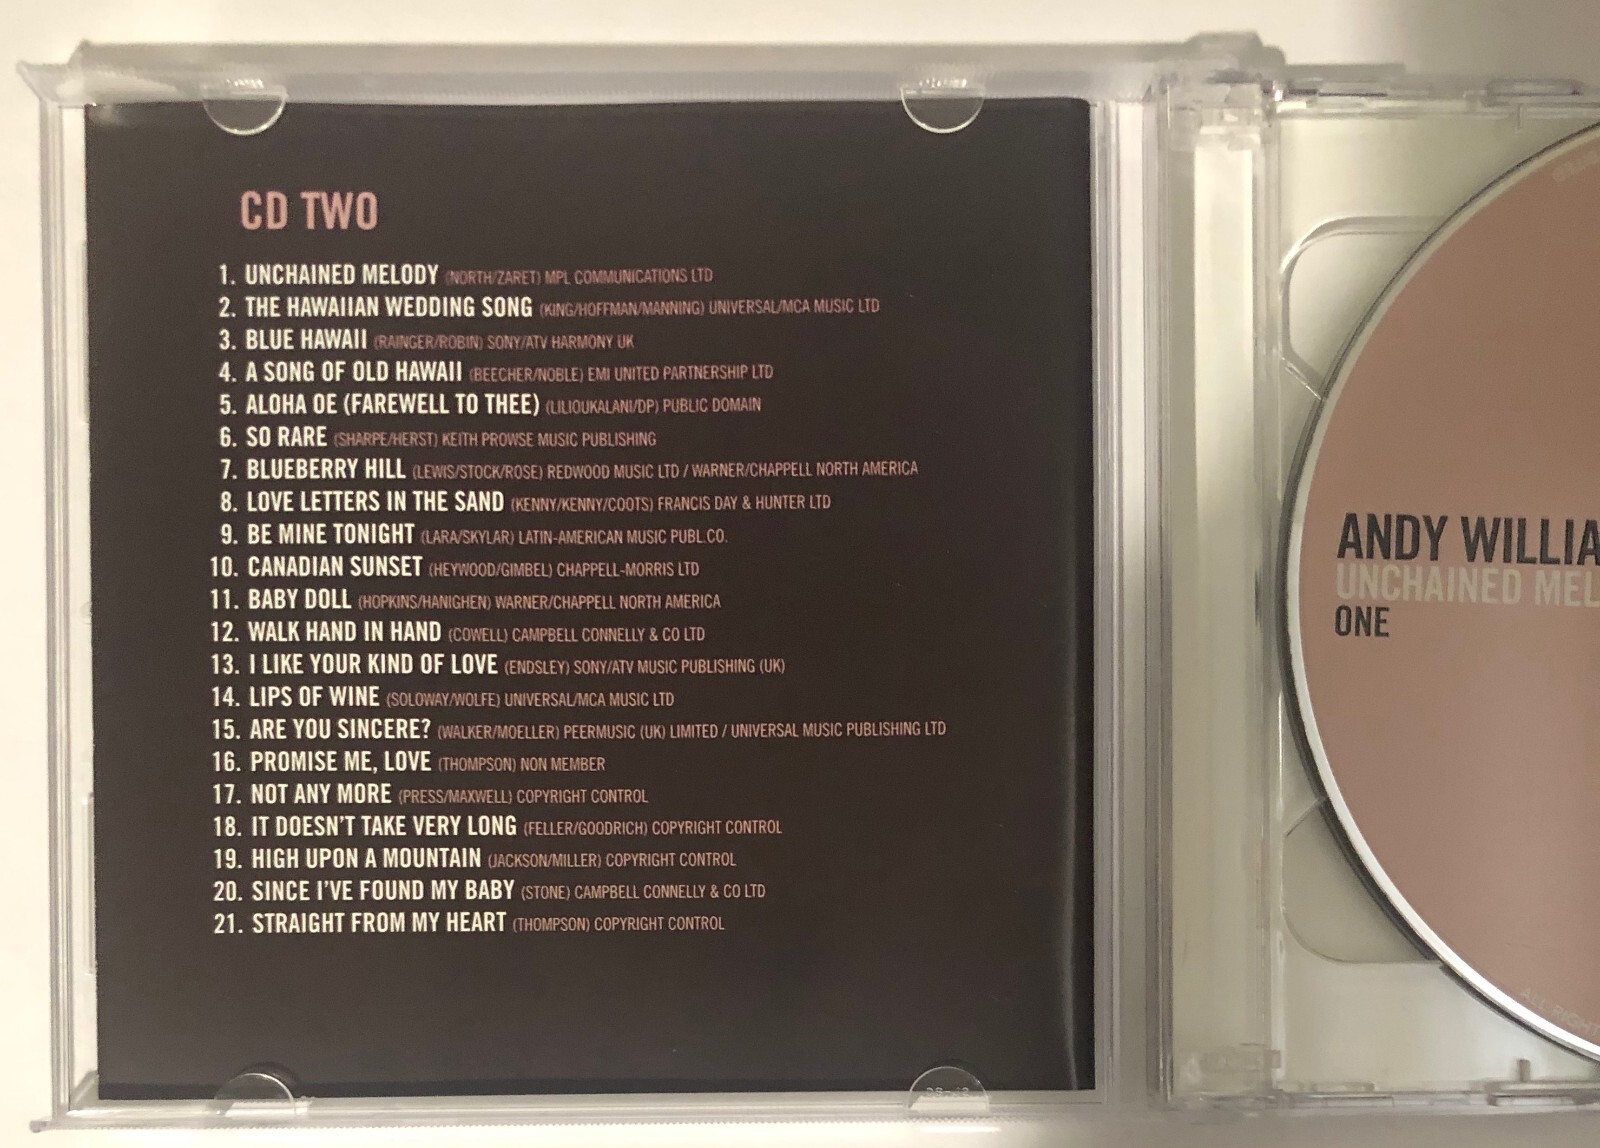 CD TWO
1. UNCHAINED MELODY (NORTH/ZARET) MPL COMMUNICATIONS LTD
2. THE HAWAIIAN WEDDING SONG (KING/HOFFMAN/MANNING) UNIVERSAL/MCA MUSIC LTD
3. BLUE HAWAII (RAINGER/ROBIN) SONY/ATV HARMONY UK
4. A SONG OF OLD HAWAII (BEECHER/NOBLE) EMI UNITED PARTNERSHIP LTD
5. ALOHA OE (FAREWELL TO THEE) (LILIOUKALANI/DP) PUBLIC DOMAIN
6. SO RARE (SHARPE/HERST) KEITH PROWSE MUSIC PUBLISHING
7. BLUEBERRY HILL (LEWIS/STOCK/ROSE) REDWOOD MUSIC LTD / WARNER/CHAPPELL NORTH AMERICA
8. LOVE LETTERS IN THE SAND (KENNY/KENNY/COOTS) FRANCIS DAY & HUNTER LTD
9. BE MINE TONIGHT (LARA/SKYLAR) LATIN-AMERICAN MUSIC PUBL.CO.
10. CANADIAN SUNSET (HEYWOOD/GIMBEL) CHAPPELL-MORRIS LTD
11. BABY DOLL (HOPKINS/HANIGHEN) WARNER/CHAPPELL NORTH AMERICA
12. WALK HAND IN HAND (COWELL) CAMPBELL CONNELLY & CO LTD
13. I LIKE YOUR KIND OF LOVE (ENDSLEY) SONY/ATV MUSIC PUBLISHING (UK)
14. LIPS OF WINE (SOLOWAY/WOLFE) UNIVERSAL/MCA MUSIC LTD
15. ARE YOU SINCERE? (WALKER/MOELLER) PEERMUSIC (UK) LIMITED / UNIVERSAL MUSIC PUBLISHING LTD
16. PROMISE ME, LOVE (THOMPSON) NON MEMBER
17. NOT ANY MORE (PRESS/MAXWELL) COPYRIGHT CONTROL
18. IT DOESN'T TAKE VERY LONG (FELLER/GOODRICH) COPYRIGHT CONTROL
19. HIGH UPON A MOUNTAIN (JACKSON/MILLER) COPYRIGHT CONTROL
20. SINCE I'VE FOUND MY BABY (STONE) CAMPBELL CONNELLY & CO LTD
21. STRAIGHT FROM MY HEART (THOMPSON) COPYRIGHT CONTROL
ANDY WILLIA
UNCHAINED MEL
ONE
ALL RIGHT